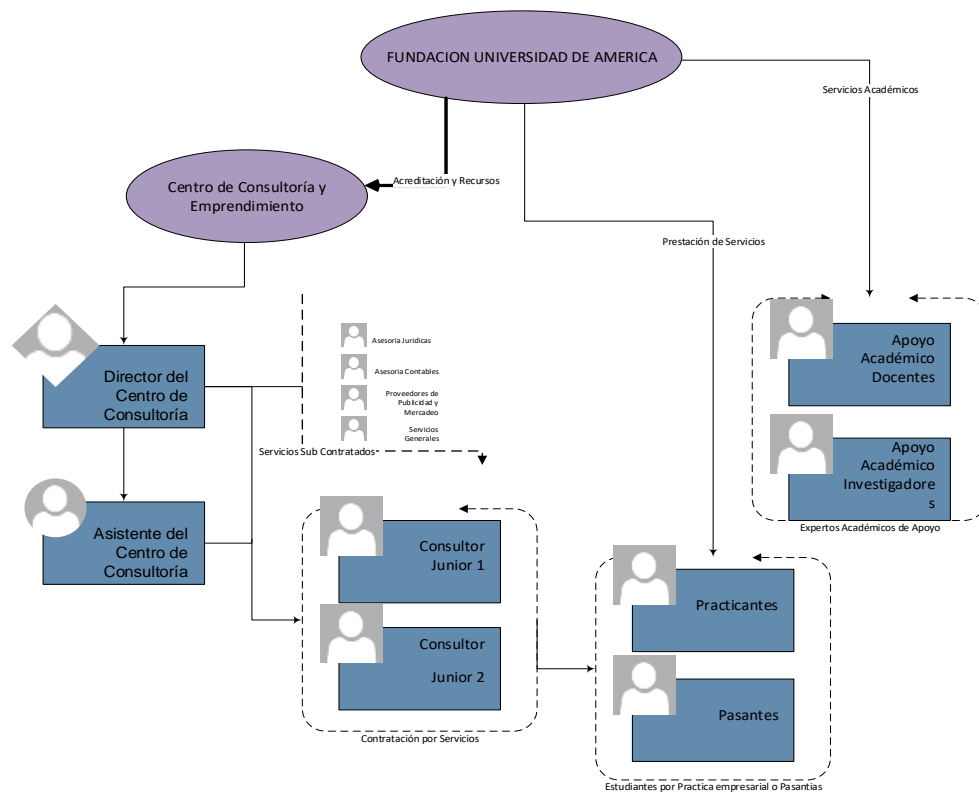 FUNDACION UNIVERSIDAD DE AMERICA
Servicios Académicos
Acreditación y Recursos
Centro de Consultoría y
Emprendimiento
Prestación de Servicios
Asesoria Juridicas
Asesoria Contables
Proveedores de
Publicidad y
Mercadeo
Servicios
Generales
Servicios Sub Contratados
Director del
Centro de
Consultoría
Asistente del
Centro de
Consultoría
Apoyo
Académico
Docentes
Apoyo
Académico
Investigadore
s
Expertos Académicos de Apoyo
Consultor
Junior 1
Consultor
Junior 2
Contratación por Servicios
Practicantes
Pasantes
Estudiantes por Practica empresarial o Pasantias